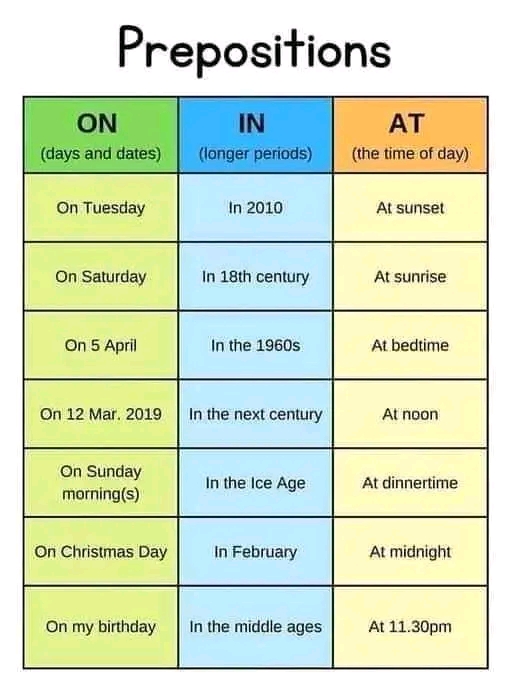 Prepositions
ON IN AT
(days and dates) (longer periods) (the time of day)
On Tuesday In 2010 At sunset
On Saturday In 18th century At sunrise
On 5 April In the 1960s At bedtime
On 12 Mar. 2019 In the next century At noon
On Sunday
morning(s) In the Ice Age At dinnertime
On Christmas Day In February At midnight
On my birthday In the middle ages At 11.30pm